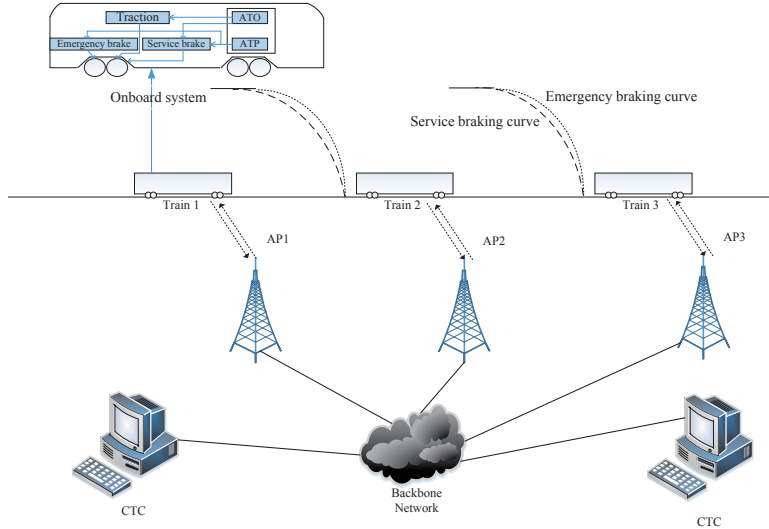 Traction
ATO
Emergency brake
Service brake
ATP
Onboard system
Emergency braking curve
Service braking curve
Train 1
Train 2
Train 3
AP1
AP2
AP3
Backbone
Network
CTC
CTC